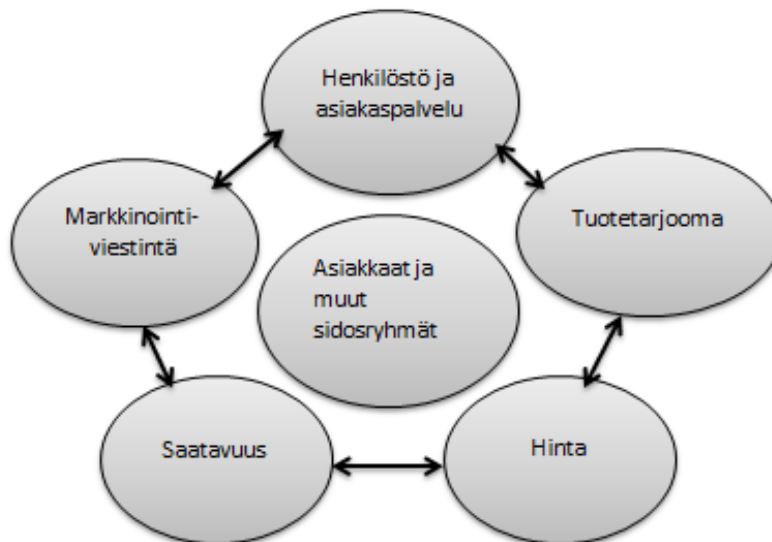 Henkilöstö ja
asiakaspalvelu
Markkinointi-
viestintä
Tuotetarjooma
Asiakkaat ja
muut
sidosryhmät
Saatavuus
Hinta